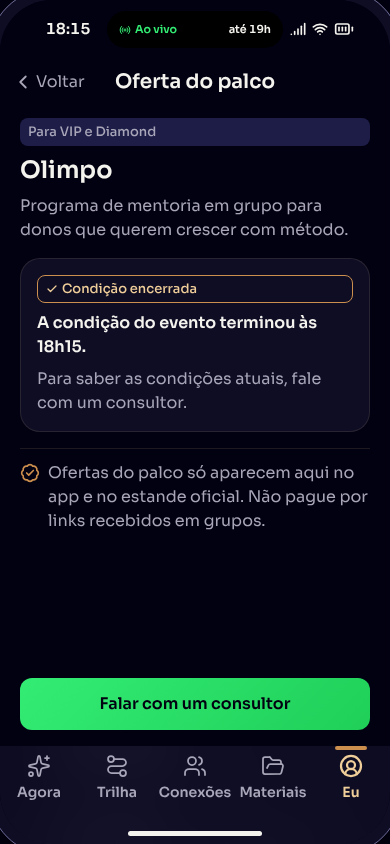 18:15
Ao vivo
até 19h
Voltar
Oferta do palco
Para VIP e Diamond
Olimpo
Programa de mentoria em grupo para
donos que querem crescer com método.
Condição encerrada
A condição do evento terminou às
18h15.
Para saber as condições atuais, fale
com um consultor.
Ofertas do palco só aparecem aqui no
app e no estande oficial. Não pague por
links recebidos em grupos.
Falar com um consultor
Agora
Trilha
Conexões
Materiais
Eu